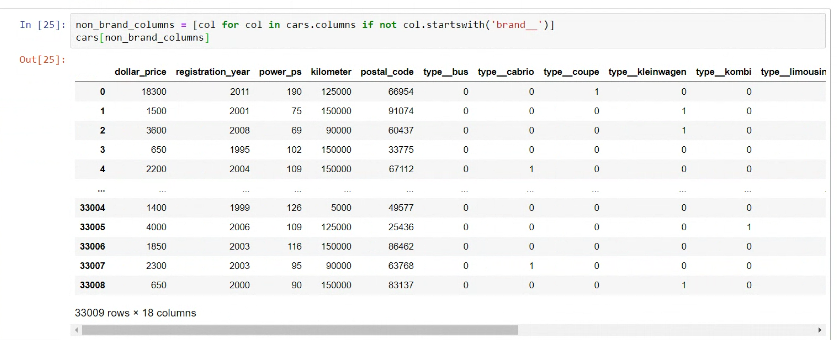 In [25]: non_brand_columns = [col for col in cars.columns if not col.startswith('brand__')]
cars[non_brand_columns]
Out[25]:
dollar_price registration_year power_ps kilometer postal_code type__bus type__cabrio type__coupe type__kleinwagen type__kombi type__limousin
0 18300 2011 190 125000 66954 0 0 1 0 0
1 1500 2001 75 150000 91074 0 0 0 1 0
2 3600 2008 69 90000 60437 0 0 0 1 0
3 650 1995 102 150000 33775 0 0 0 0 0
4 2200 2004 109 150000 67112 0 1 0 0 0
... ... ... ... ... ... ... ... ... ... ...
33004 1400 1999 126 5000 49577 0 0 0 0 0
33005 4000 2006 109 125000 25436 0 0 0 0 1
33006 1850 2003 116 150000 86462 0 0 0 0 0
33007 2300 2003 95 90000 63768 0 1 0 0 0
33008 650 2000 90 150000 83137 0 0 0 1 0
33009 rows × 18 columns